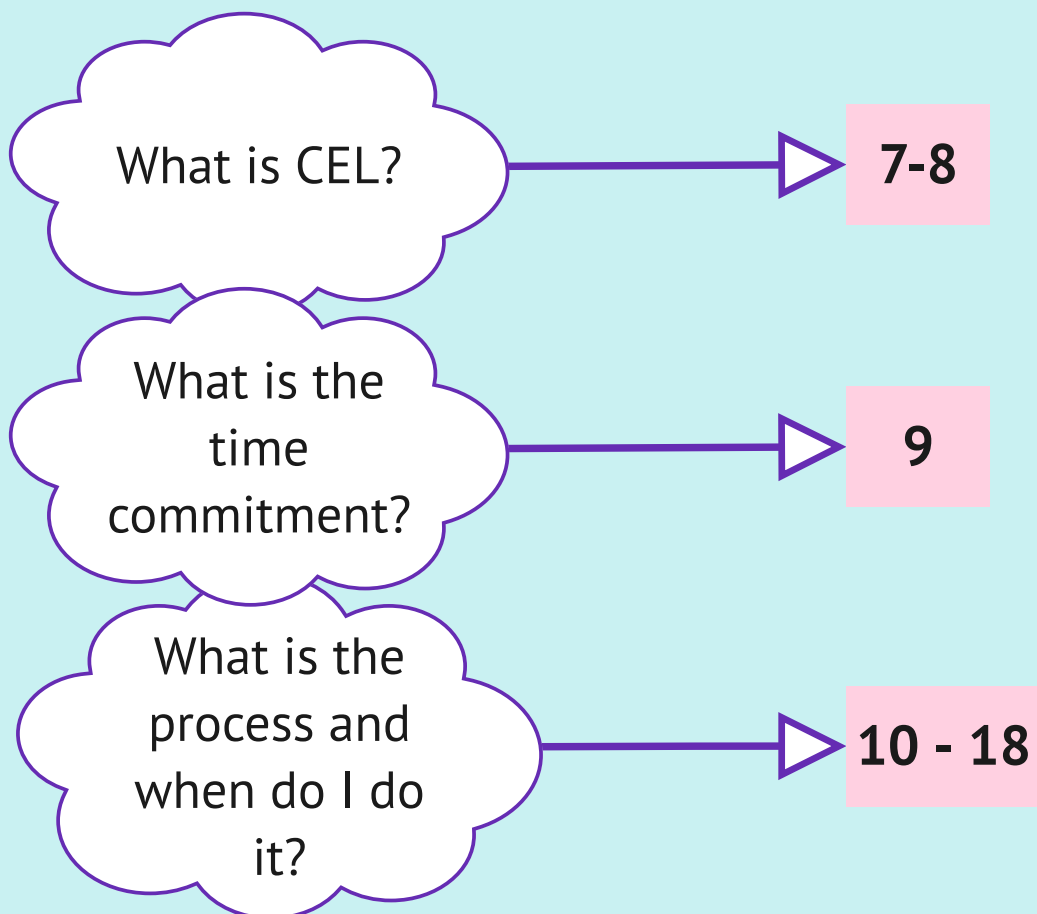 What is CEL?
7-8
What is the
time
commitment?
9
What is the
process and
when do I do
it?
10 - 18